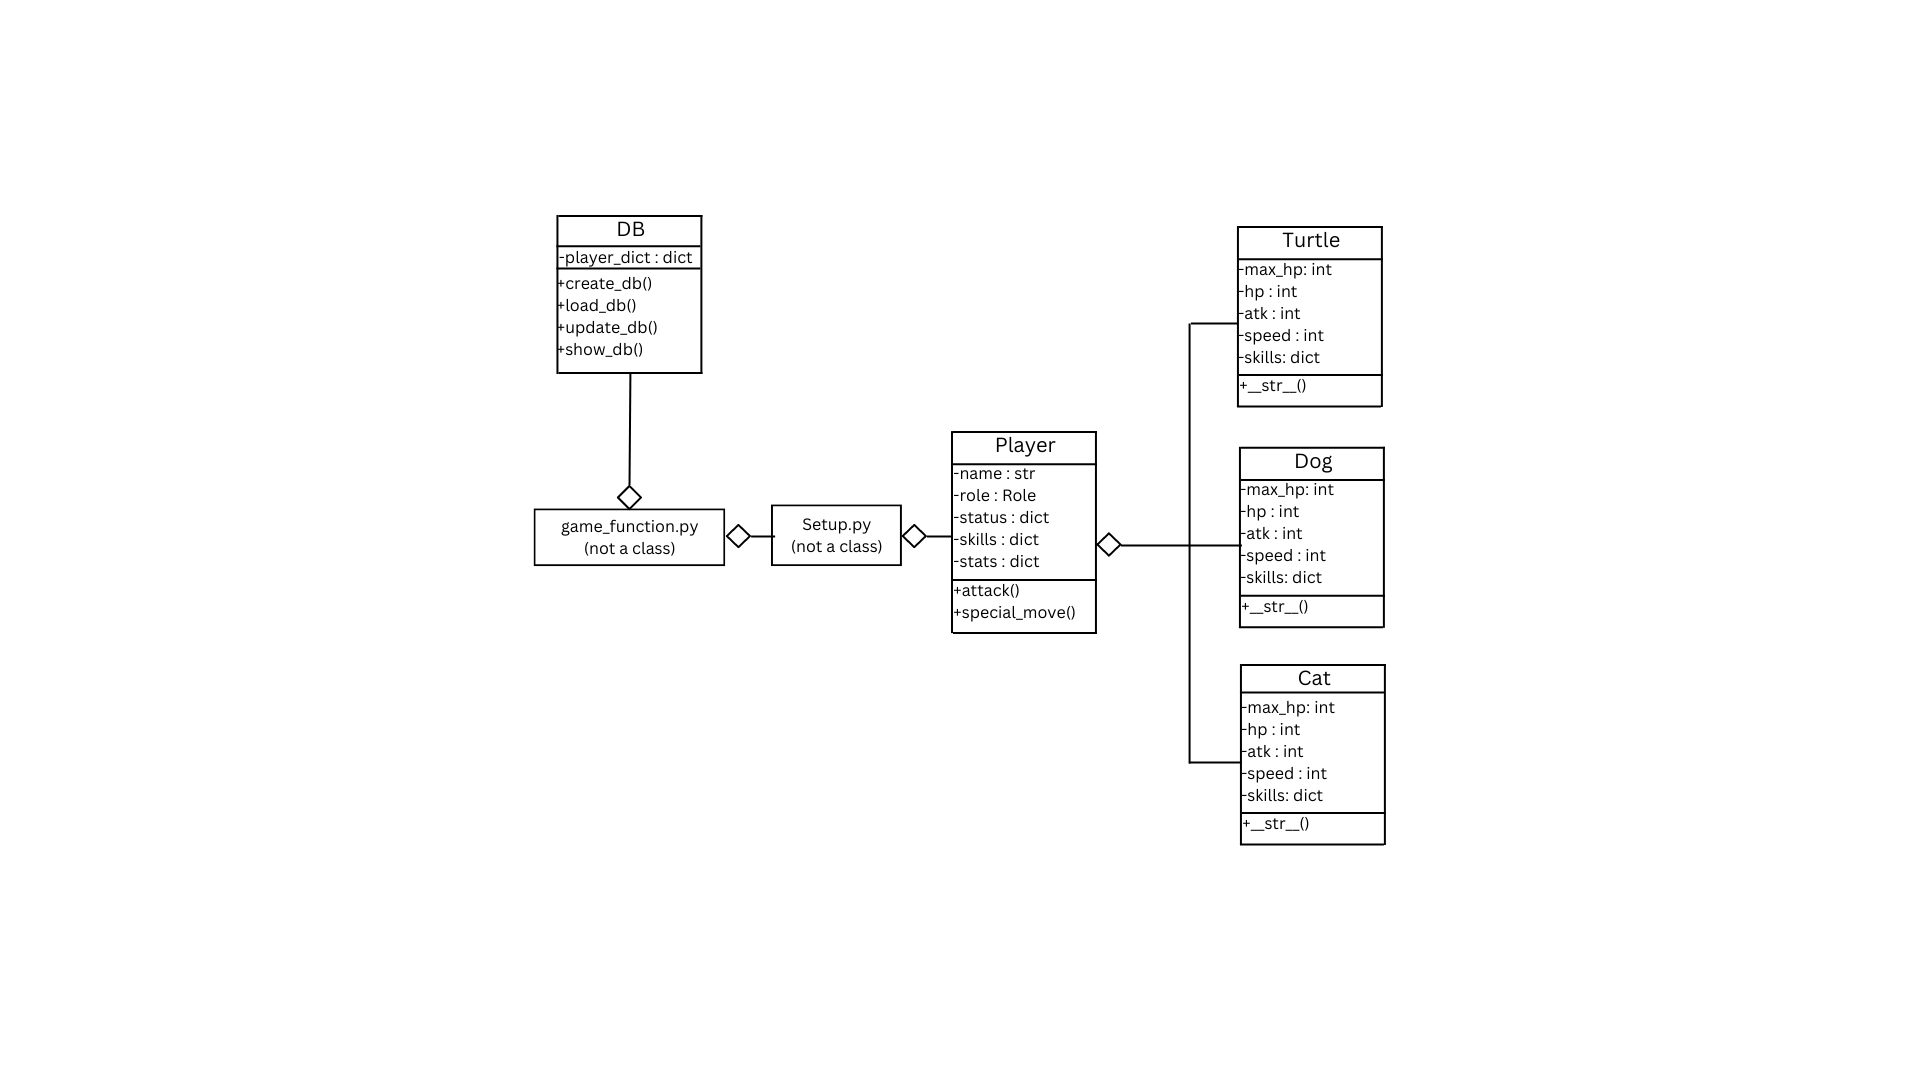 DB
-player_dict : dict
+create_db()
+load_db()
+update_db()
+show_db()
game_function.py
(not a class)
Setup.py
(not a class)
Player
-name : str
-role : Role
-status : dict
-skills : dict
-stats : dict
+attack()
+special_move()
Turtle
-max_hp: int
-hp : int
-atk : int
-speed : int
-skills: dict
+__str__()
Dog
-max_hp: int
-hp : int
-atk : int
-speed : int
-skills: dict
+__str__()
Cat
-max_hp: int
-hp : int
-atk : int
-speed : int
-skills: dict
+__str__()